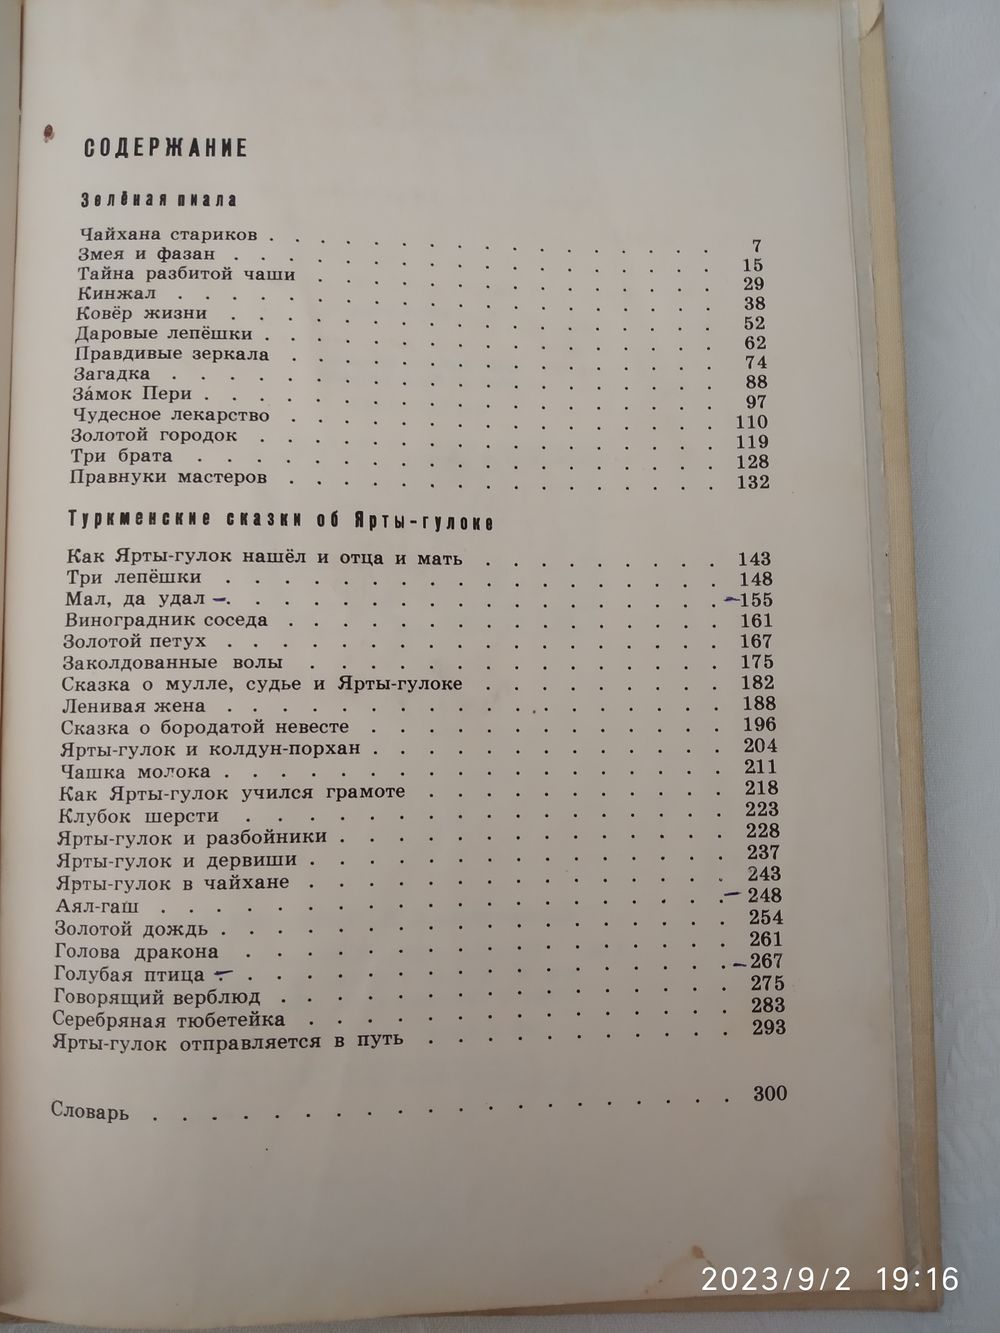 СОДЕРЖАНИЕ
Зелёная пиала
Чайхана стариков . . . . . . . . . . . . 7
Змея и фазан . . . . . . . . . . . . . 15
Тайна разбитой чаши . . . . . . . . . . 29
Кинжал . . . . . . . . . . . . . . 38
Ковёр жизни . . . . . . . . . . . . . 52
Даровые лепёшки . . . . . . . . . . . . 62
Правдивые зеркала . . . . . . . . . . . 74
Загадка . . . . . . . . . . . . . . 88
За́мок Пери . . . . . . . . . . . . . 97
Чудесное лекарство . . . . . . . . . . . 110
Золотой городок . . . . . . . . . . . . 119
Три брата . . . . . . . . . . . . . 128
Правнуки мастеров . . . . . . . . . . . 132
Туркменские сказки об Ярты-гулоке
Как Ярты-гулок нашёл и отца и мать . . . . . . . 143
Три лепёшки . . . . . . . . . . . . . 148
Мал, да удал . . . . . . . . . . . . . 155
Виноградник соседа . . . . . . . . . . . 161
Золотой петух . . . . . . . . . . . . . 167
Заколдованные волы . . . . . . . . . . . 175
Сказка о мулле, судье и Ярты-гулоке . . . . . . . 182
Ленивая жена . . . . . . . . . . . . . 188
Сказка о бородатой невесте . . . . . . . . . 196
Ярты-гулок и колдун-порхан . . . . . . . . . 204
Чашка молока . . . . . . . . . . . . . 211
Как Ярты-гулок учился грамоте . . . . . . . . 218
Клубок шерсти . . . . . . . . . . . . 223
Ярты-гулок и разбойники . . . . . . . . . . 228
Ярты-гулок и дервиши . . . . . . . . . . . 237
Ярты-гулок в чайхане . . . . . . . . . . . 243
Аял-гаш . . . . . . . . . . . . . . 248
Золотой дождь . . . . . . . . . . . . . 254
Голова дракона . . . . . . . . . . . . 261
Голубая птица . . . . . . . . . . . . . 267
Говорящий верблюд . . . . . . . . . . . 275
Серебряная тюбетейка . . . . . . . . . . 283
Ярты-гулок отправляется в путь . . . . . . . . 293
Словарь . . . . . . . . . . . . . . 300
2023/9/2 19:16